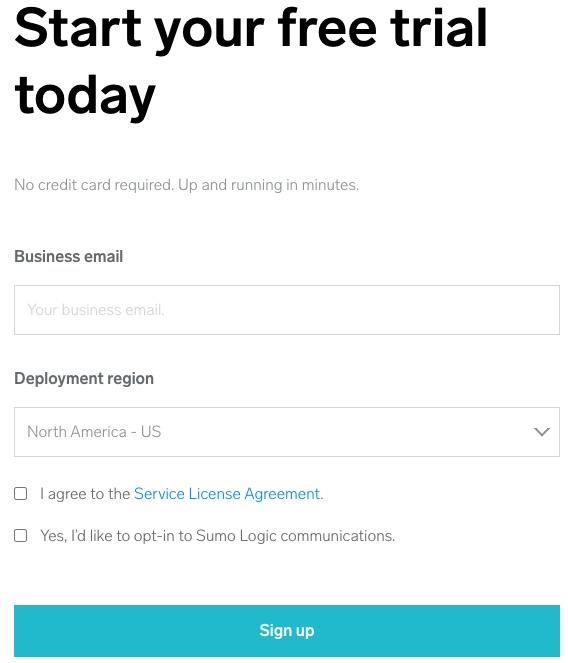 Start your free trial
today
No credit card required. Up and running in minutes.
Business email
Your business email.
Deployment region
North America - US
I agree to the Service License Agreement.
Yes, I'd like to opt-in to Sumo Logic communications.
Sign up